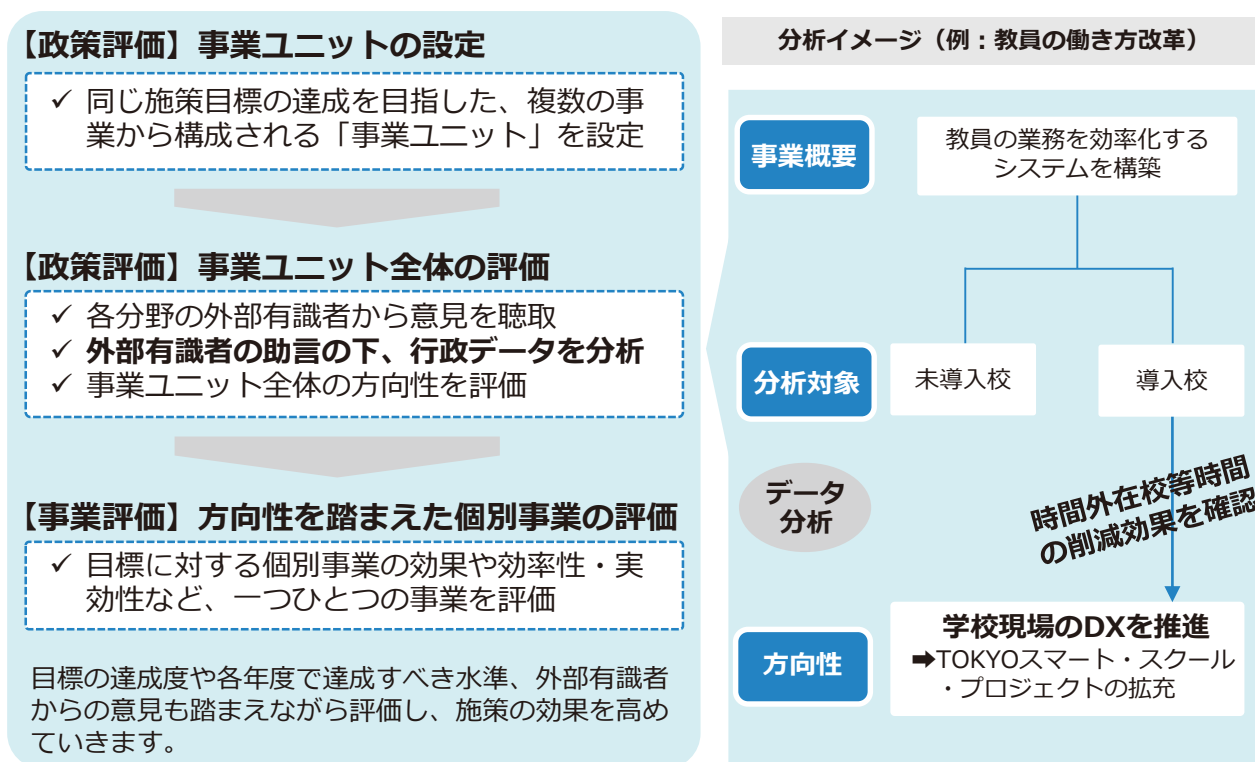 【政策評価】事業ユニットの設定
✓ 同じ施策目標の達成を目指した、複数の事
業から構成される「事業ユニット」を設定
【政策評価】事業ユニット全体の評価
✓ 各分野の外部有識者から意見を聴取
✓ 外部有識者の助言の下、行政データを分析
✓ 事業ユニット全体の方向性を評価
【事業評価】方向性を踏まえた個別事業の評価
✓ 目標に対する個別事業の効果や効率性・実
効性など、一つひとつの事業を評価
目標の達成度や各年度で達成すべき水準、外部有識者
からの意見も踏まえながら評価し、施策の効果を高め
ていきます。
分析イメージ（例：教員の働き方改革）
事業概要
教員の業務を効率化する
システムを構築
分析対象
未導入校
導入校
データ
分析
時間外在校等時間
の削減効果を確認
方向性
学校現場のDXを推進
➡TOKYOスマート・スクール
・プロジェクトの拡充